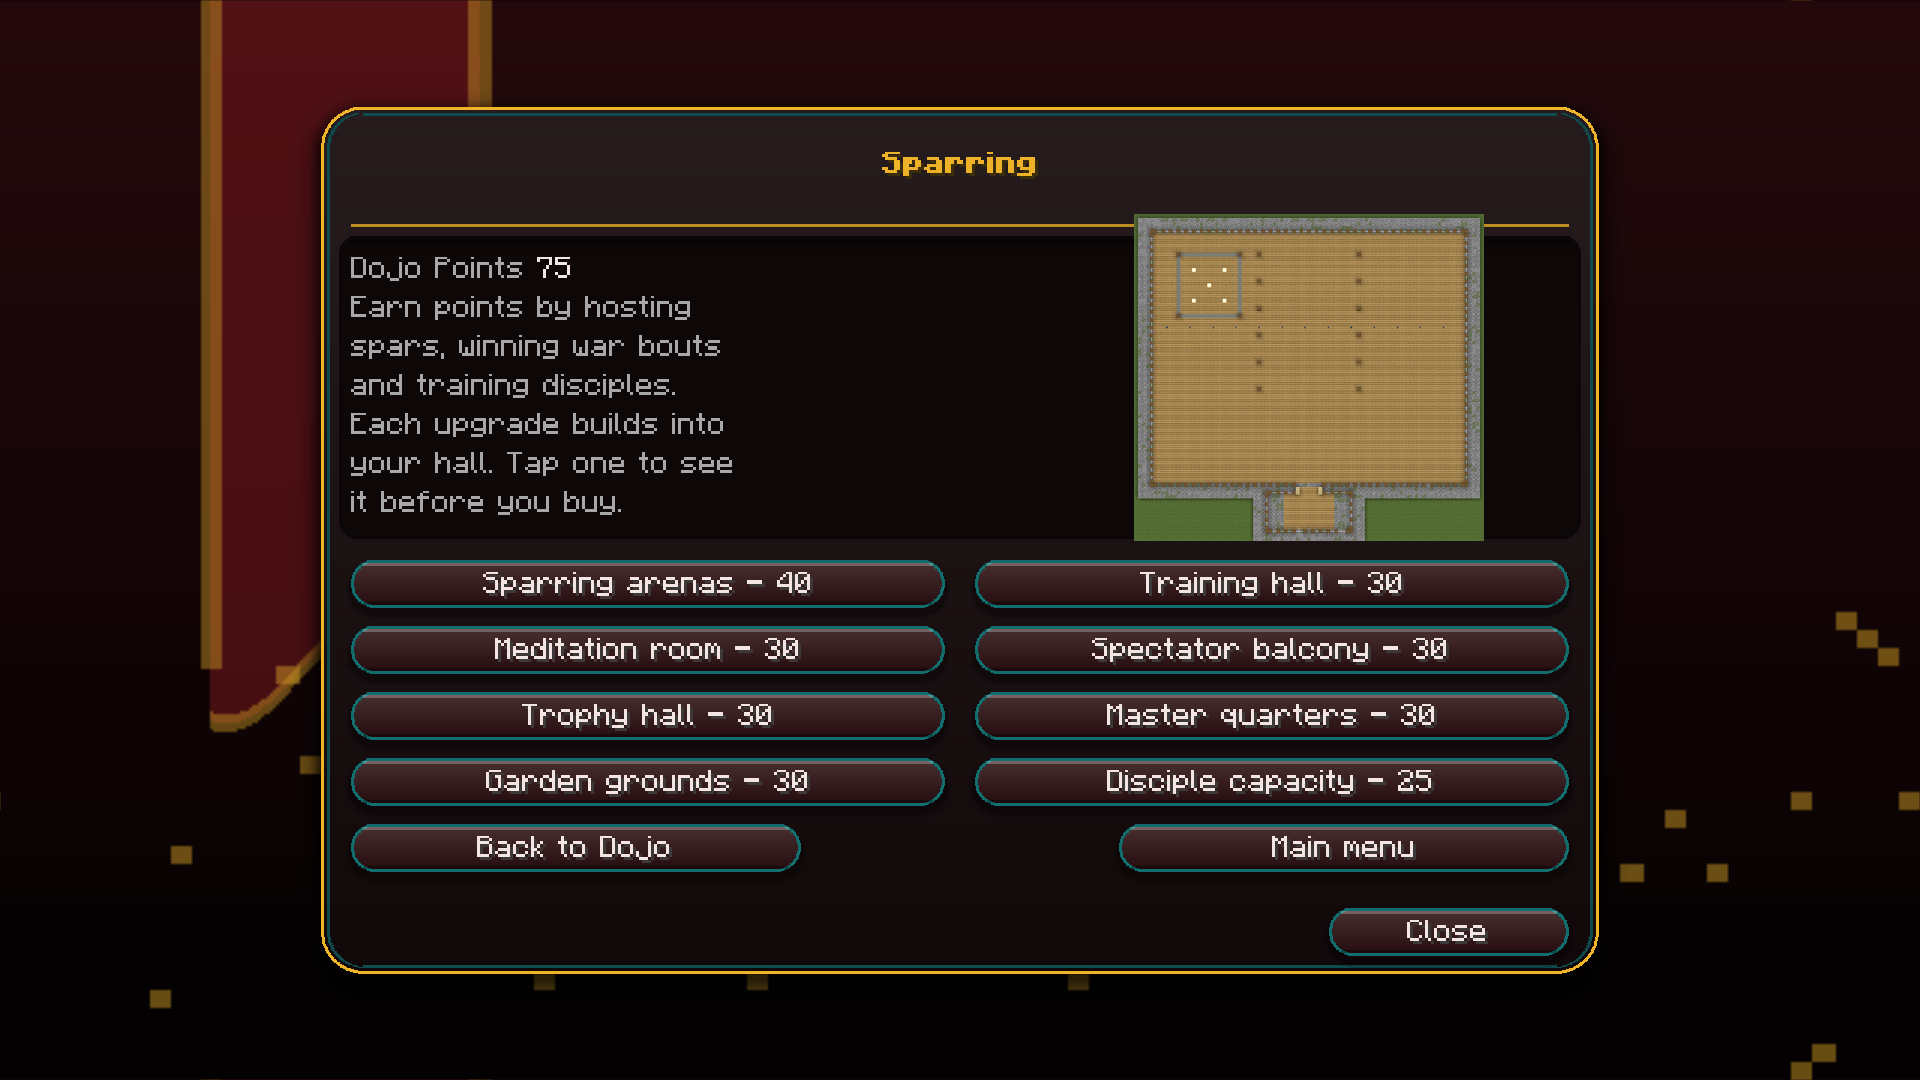 Sparring
Dojo Points 75
Earn points by hosting
spars, winning war bouts
and training disciples.
Each upgrade builds into
your hall. Tap one to see
it before you buy.
Sparring arenas - 40
Training hall - 30
Meditation room - 30
Spectator balcony - 30
Trophy hall - 30
Master quarters - 30
Garden grounds - 30
Disciple capacity - 25
Back to Dojo
Main menu
Close